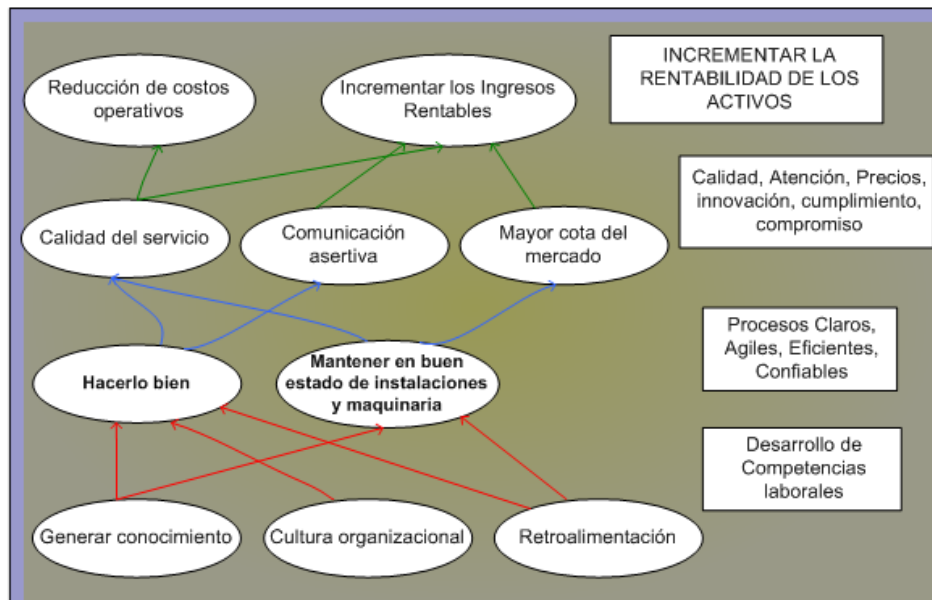 Reducción de costos
operativos
Incrementar los Ingresos
Rentables
INCREMENTAR LA
RENTABILIDAD DE LOS
ACTIVOS
Calidad del servicio
Comunicación
asertiva
Mayor cota del
mercado
Calidad, Atención, Precios,
innovación, cumplimiento,
compromiso
Hacerlo bien
Mantener en buen
estado de instalaciones
y maquinaria
Procesos Claros,
Agiles, Eficientes,
Confiables
Generar conocimiento
Cultura organizacional
Retroalimentación
Desarrollo de
Competencias
laborales